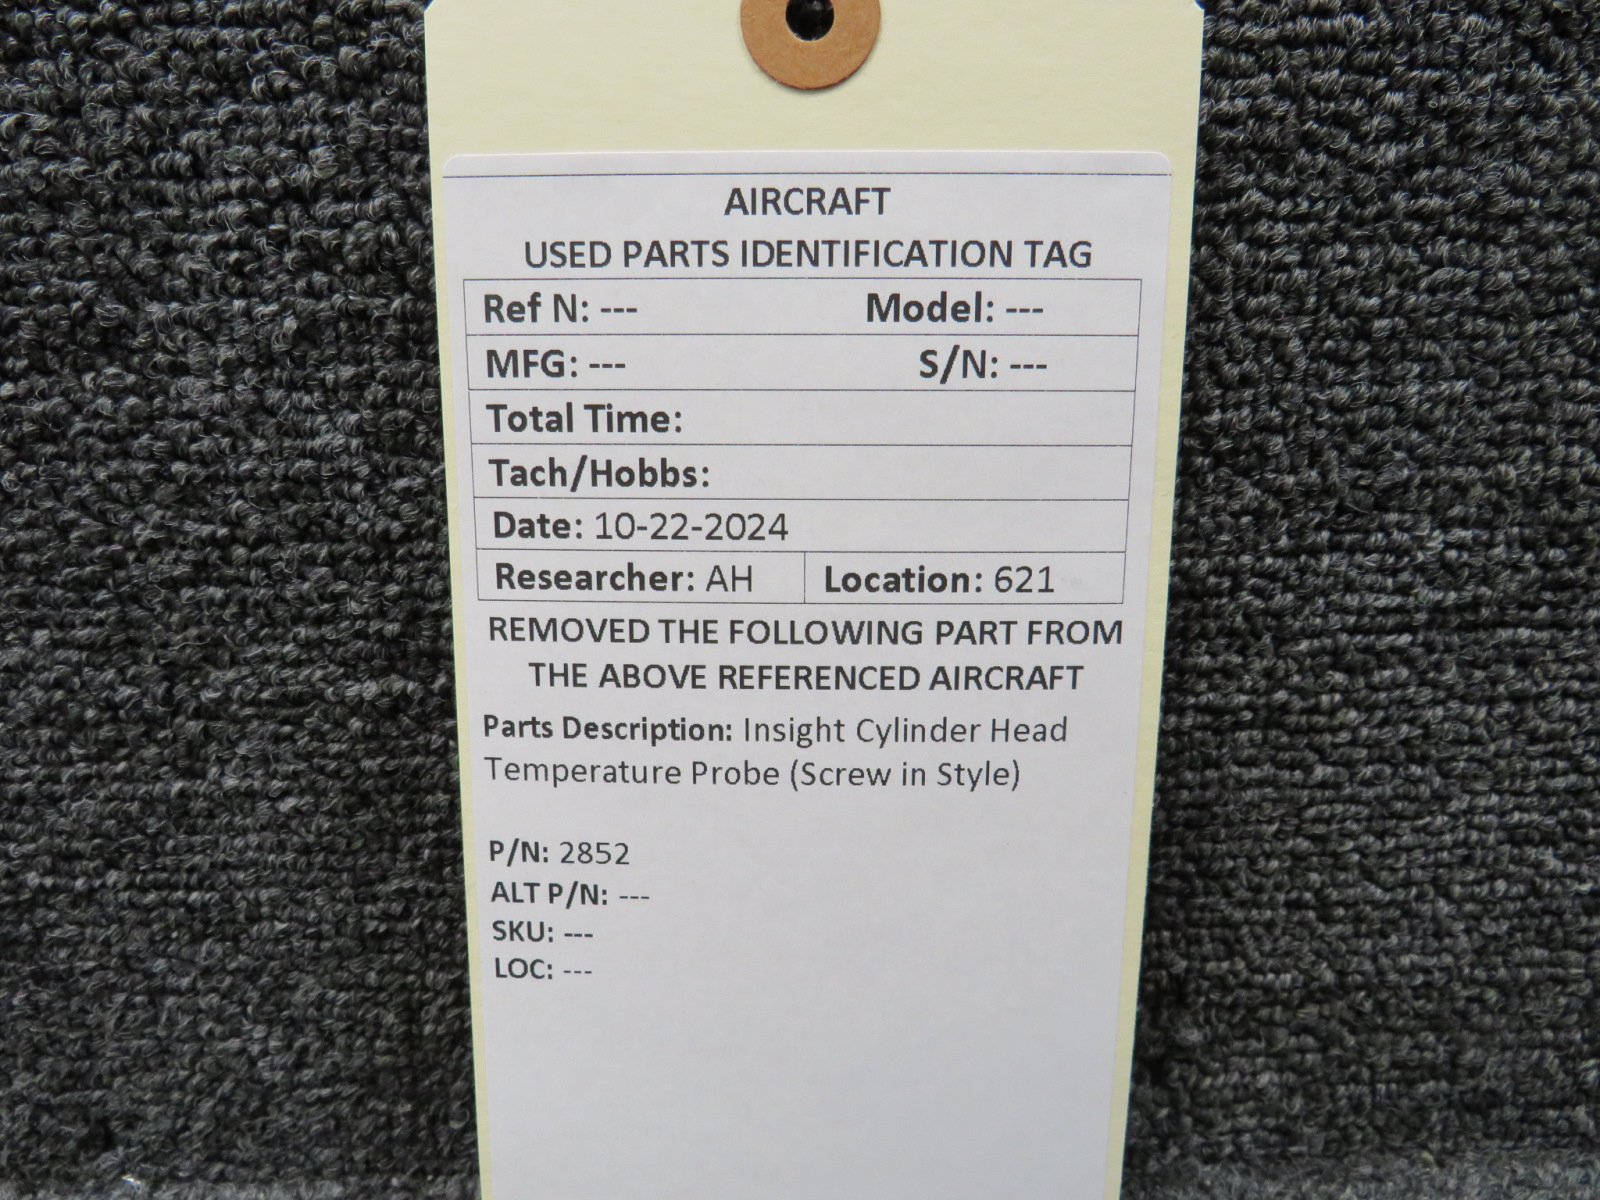 AIRCRAFT
USED PARTS IDENTIFICATION TAG
Ref N: --- Model: ---
MFG: --- S/N: ---
Total Time:
Tach/Hobbs:
Date: 10-22-2024
Researcher: AH Location: 621
REMOVED THE FOLLOWING PART FROM
THE ABOVE REFERENCED AIRCRAFT
Parts Description: Insight Cylinder Head
Temperature Probe (Screw in Style)
P/N: 2852
ALT P/N: ---
SKU: ---
LOC: ---